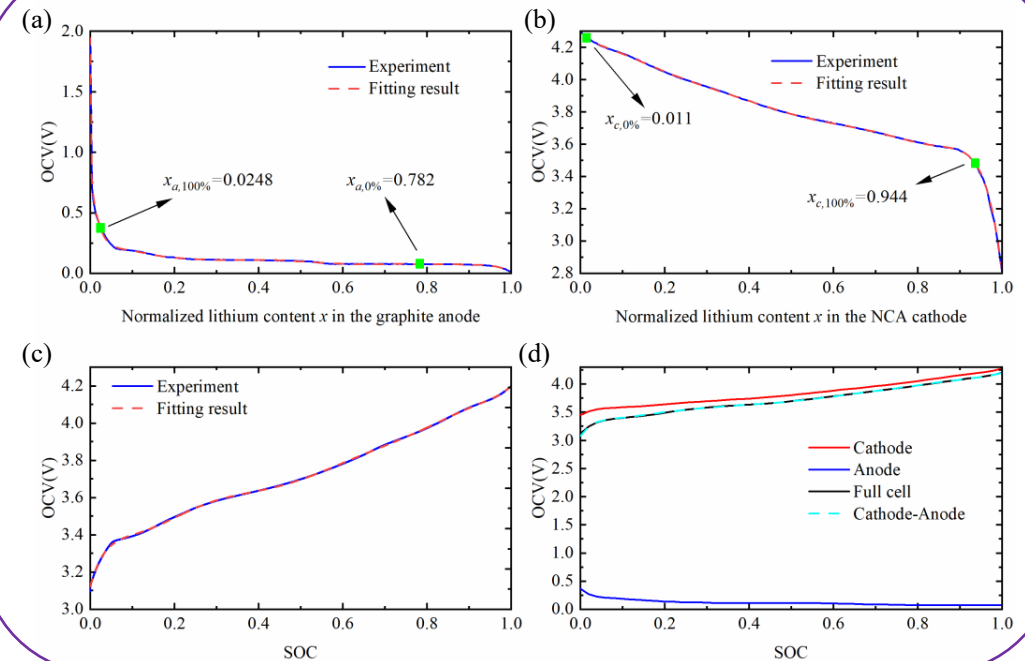 (a)
2.0
1.5
1.0
0.5
0.0
OCV(V)
Experiment
Fitting result
xa,100%=0.0248
xa,0%=0.782
0.0 0.2 0.4 0.6 0.8 1.0
Normalized lithium content x in the graphite anode
(b)
4.2
4.0
3.8
3.6
3.4
3.2
3.0
2.8
OCV(V)
Experiment
Fitting result
xc,0%=0.011
xc,100%=0.944
0.0 0.2 0.4 0.6 0.8 1.0
Normalized lithium content x in the NCA cathode
(c)
4.2
4.0
3.8
3.6
3.4
3.2
3.0
OCV(V)
Experiment
Fitting result
0.0 0.2 0.4 0.6 0.8 1.0
SOC
(d)
4.0
3.5
3.0
2.5
4.0
1.5
1.0
0.5
0.0
OCV(V)
Cathode
Anode
Full cell
Cathode-Anode
0.0 0.2 0.4 0.6 0.8 1.0
SOC